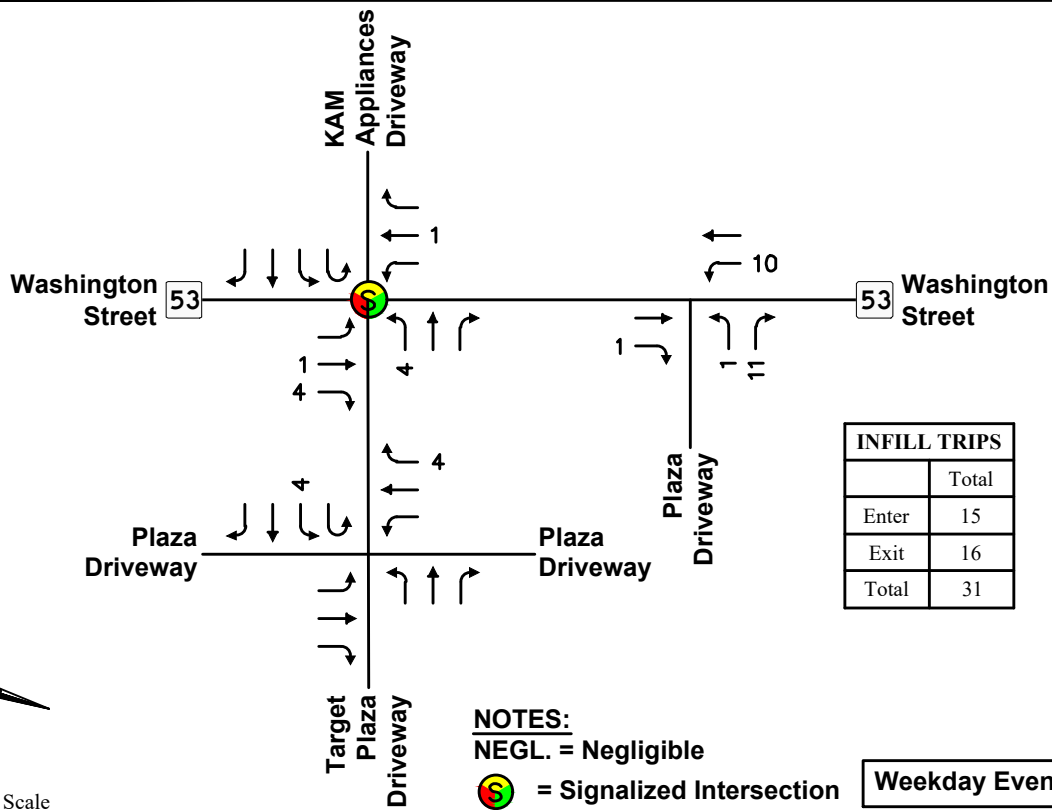 KAM
Appliances
Driveway
1
10
Washington
Street
53
S
53
Washington
Street
1
4
4
1
1
11
4
4
Plaza
Driveway
Plaza
Driveway
Plaza
Driveway
INFILL TRIPS
Total
Enter 15
Exit 16
Total 31
Target
Plaza
Driveway
NOTES:
NEGL. = Negligible
S = Signalized Intersection
Scale
Weekday Even